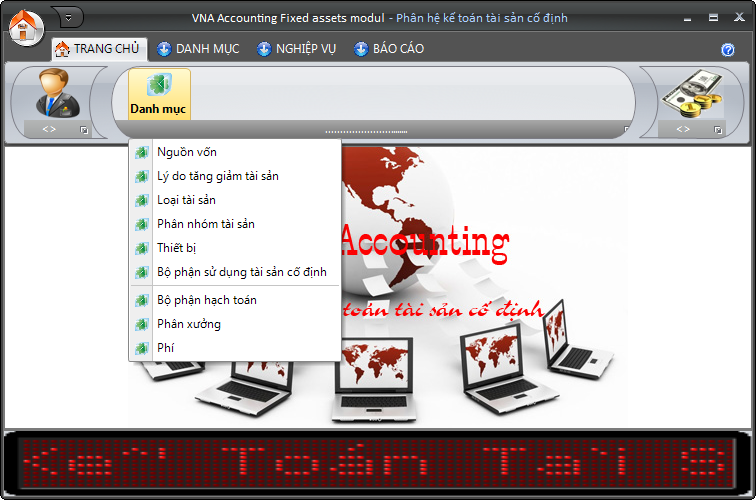 VNA Accounting Fixed assets modul - Phân hệ kế toán tài sản cố định
TRANG CHỦ DANH MỤC NGHIỆP VỤ BÁO CÁO
Danh mục
<> ............................ <>
Nguồn vốn
Lý do tăng giảm tài sản
Loại tài sản
Phân nhóm tài sản
Thiết bị
Bộ phận sử dụng tài sản cố định
Bộ phận hạch toán
Phân xưởng
Phí
Accounting
toán tài sản cố định
Toán Tài S